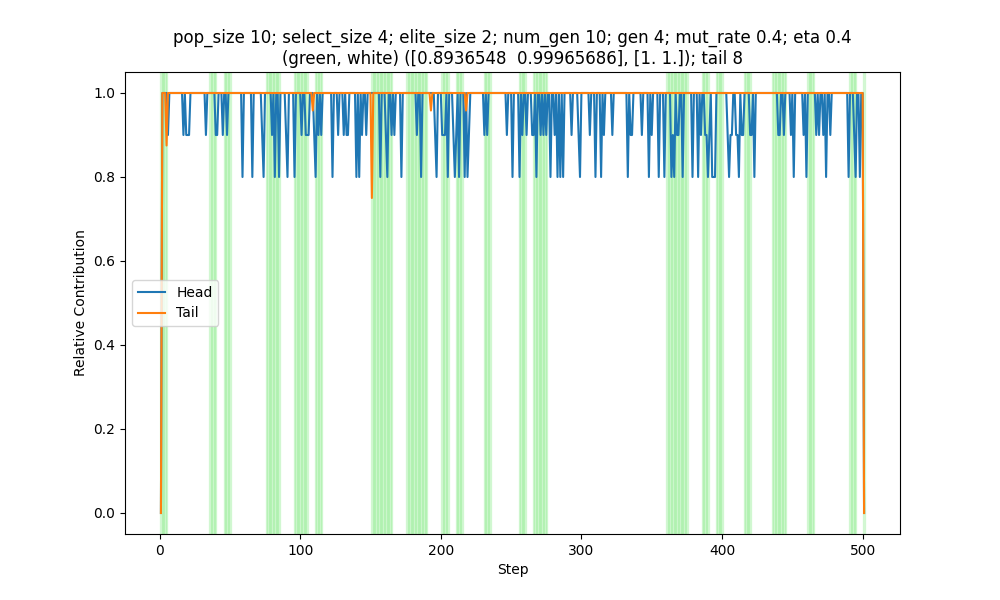 pop_size 10; select_size 4; elite_size 2; num_gen 10; gen 4; mut_rate 0.4; eta 0.4
(green, white) ([0.8936548  0.99965686], [1. 1.]); tail 8
1.0
0.8
0.6
0.4
0.2
0.0
Relative Contribution
Head
Tail
0
100
200
300
400
500
Step